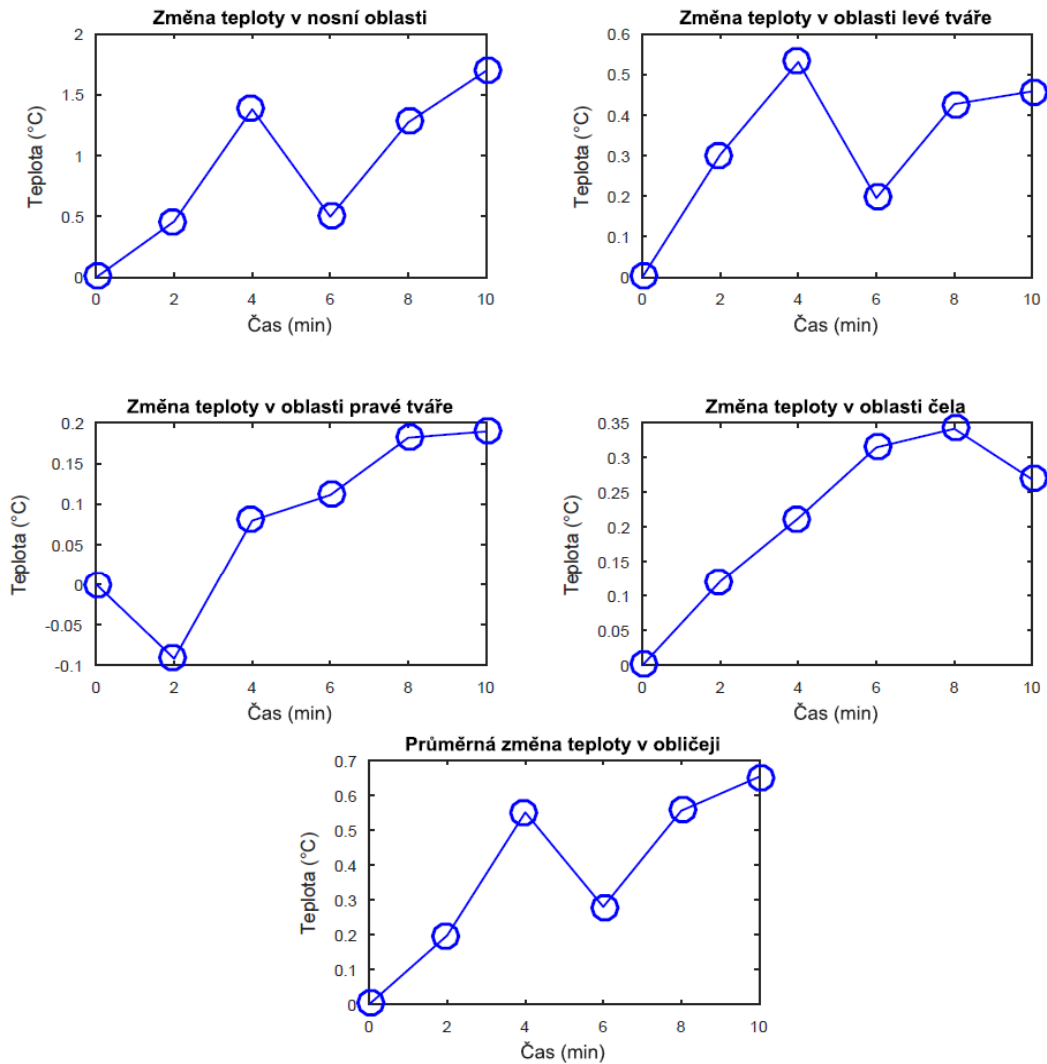 Změna teploty v nosní oblasti
2
1.5
1
0.5
0
Teplota (°C)
0 2 4 6 8 10
Čas (min)
Změna teploty v oblasti levé tváře
0.6
0.5
0.4
0.3
0.2
0.1
0
Teplota (°C)
0 2 4 6 8 10
Čas (min)
Změna teploty v oblasti pravé tváře
0.2
0.15
0.1
0.05
0
-0.05
-0.1
Teplota (°C)
0 2 4 6 8 10
Čas (min)
Změna teploty v oblasti čela
0.35
0.3
0.25
0.2
0.15
0.1
0.05
0
Teplota (°C)
0 2 4 6 8 10
Čas (min)
Průměrná změna teploty v obličeji
0.7
0.6
0.5
0.4
0.3
0.2
0.1
0
Teplota (°C)
0 2 4 6 8 10
Čas (min)